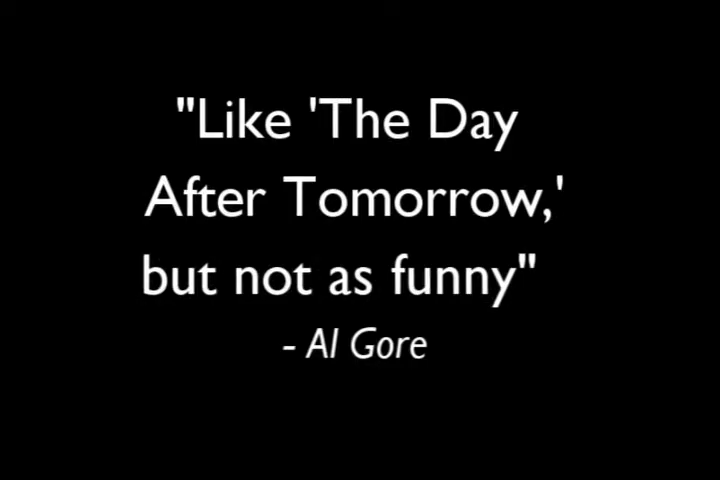 "Like 'The Day
After Tomorrow,'
but not as funny"
- Al Gore